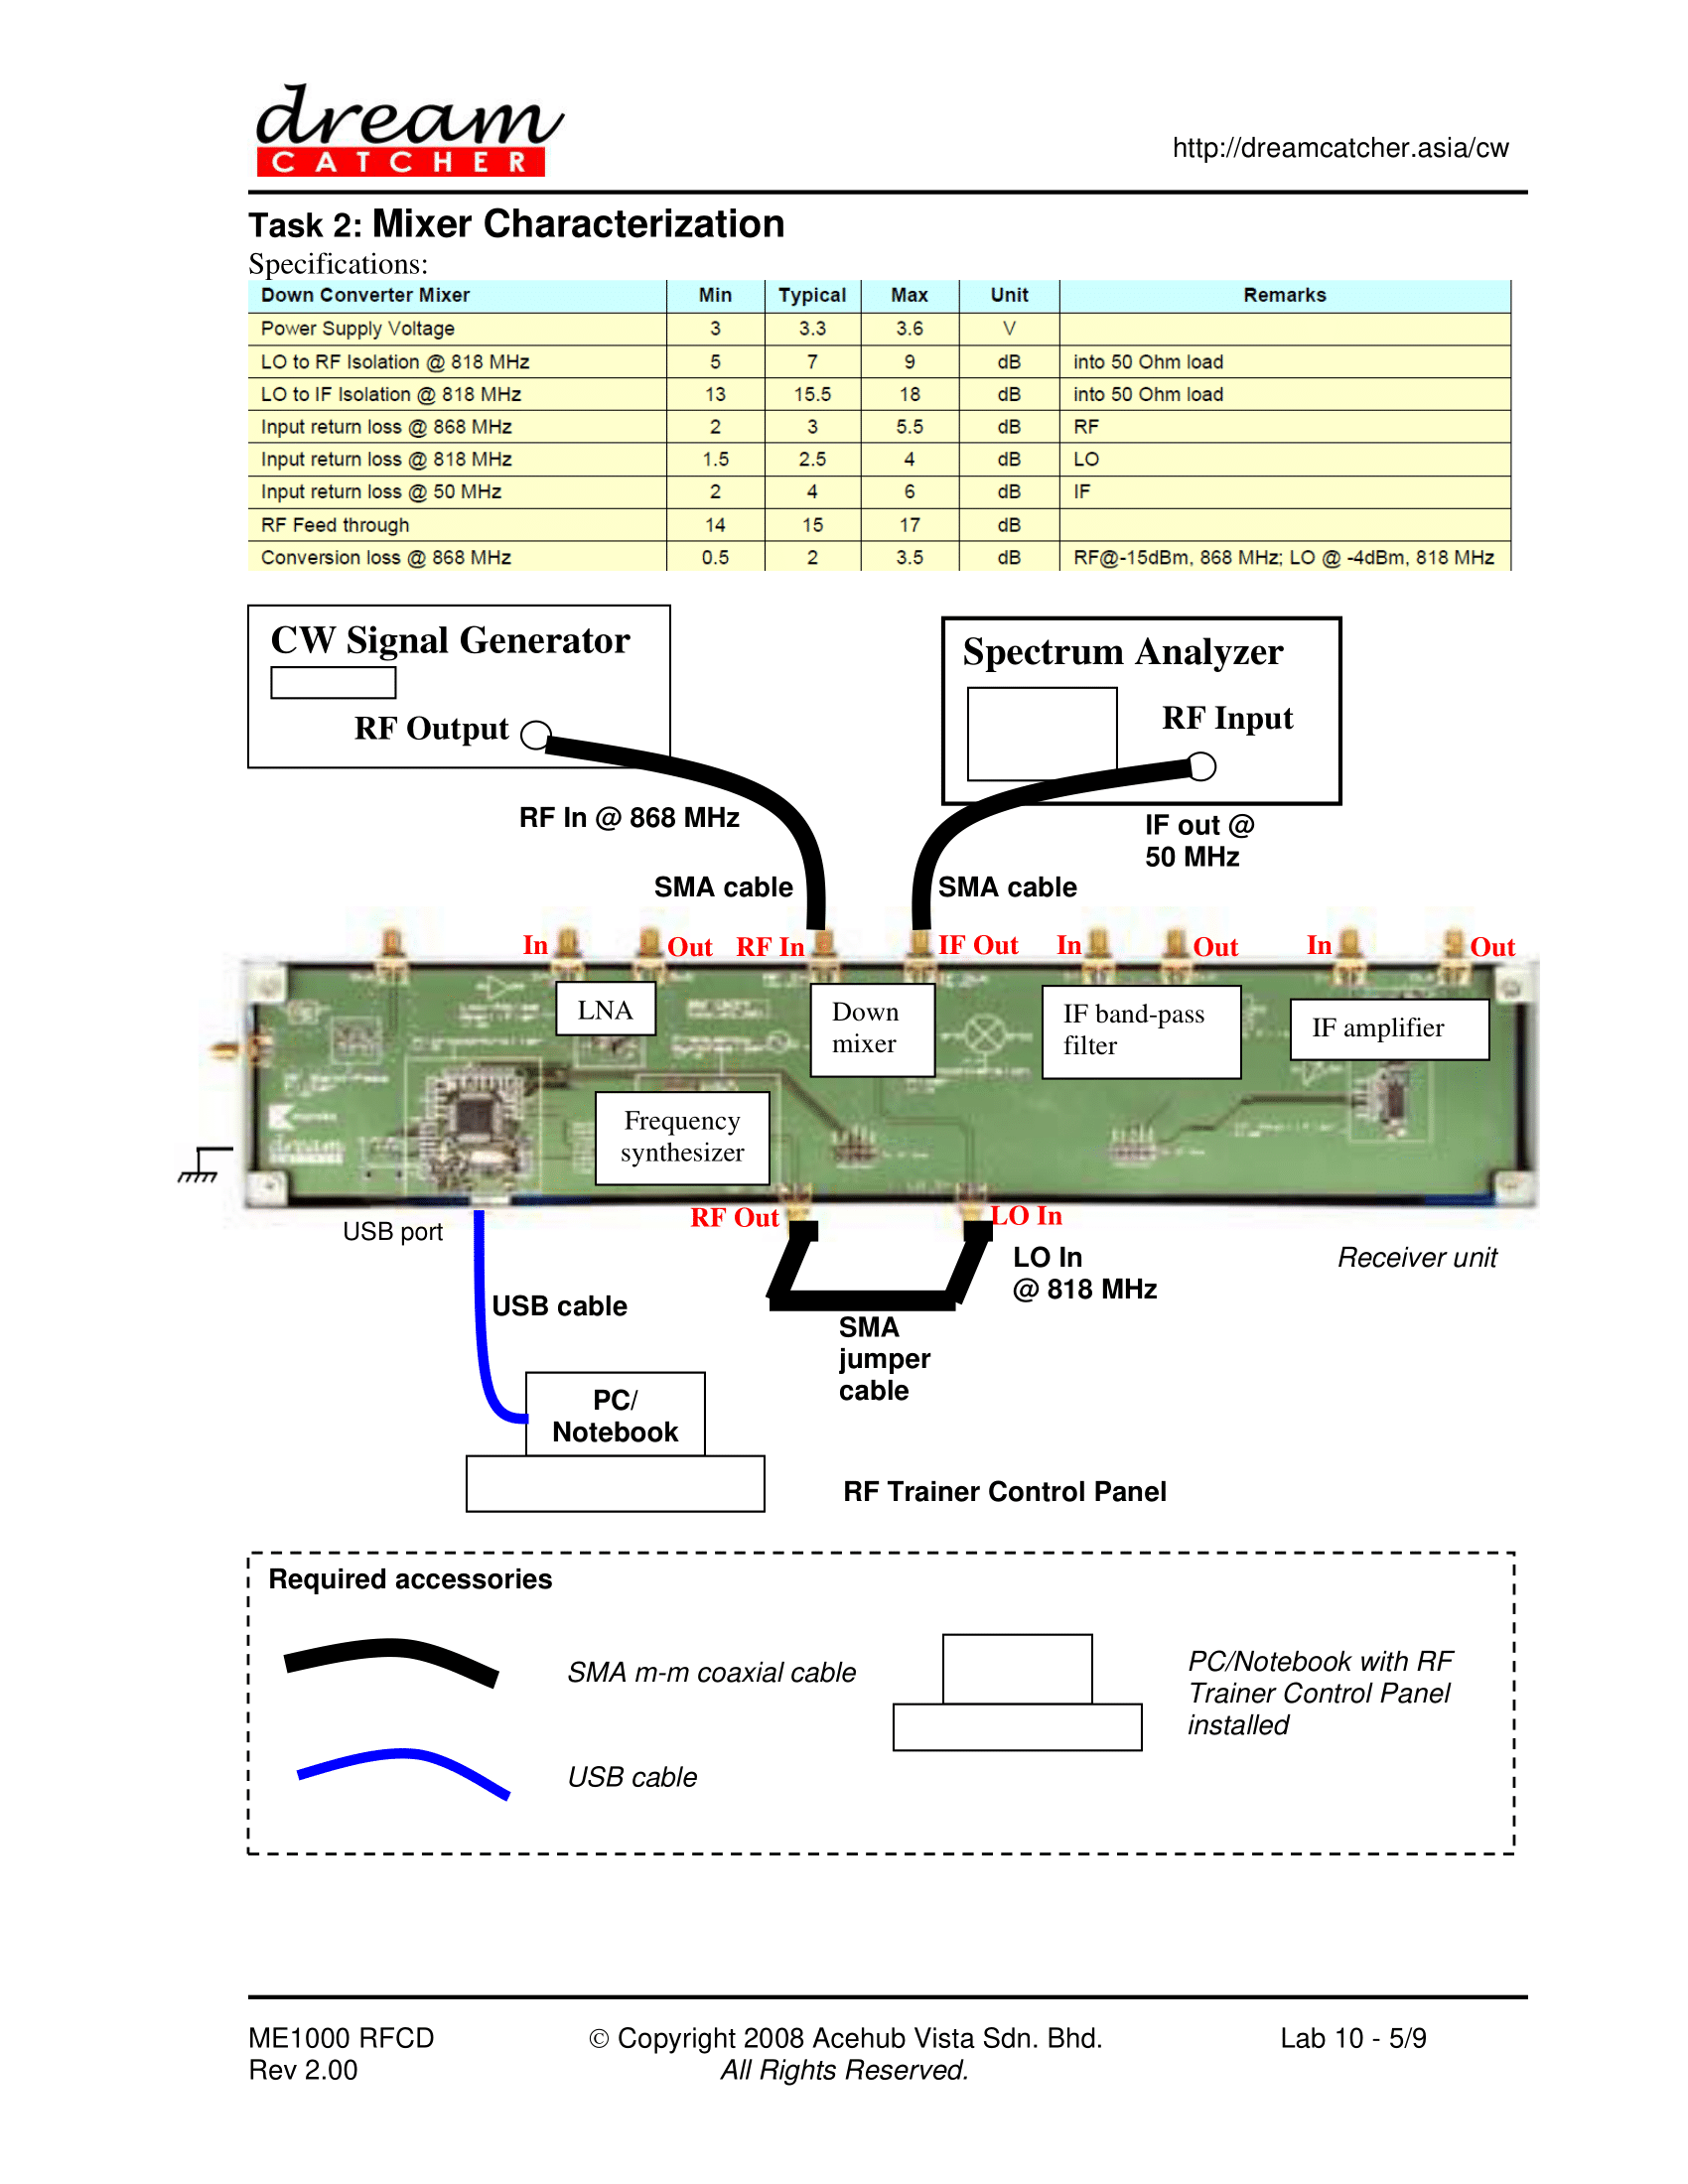 dream
CATCHER
http://dreamcatcher.asia/cw
Task 2: Mixer Characterization
Specifications:
Down Converter Mixer Min Typical Max Unit Remarks
Power Supply Voltage 3 3.3 3.6 V
LO to RF Isolation @ 818 MHz 5 7 9 dB into 50 Ohm load
LO to IF Isolation @ 818 MHz 13 15.5 18 dB into 50 Ohm load
Input return loss @ 868 MHz 2 3 5.5 dB RF
Input return loss @ 818 MHz 1.5 2.5 4 dB LO
Input return loss @ 50 MHz 2 4 6 dB IF
RF Feed through 14 15 17 dB
Conversion loss @ 868 MHz 0.5 2 3.5 dB RF@-15dBm, 868 MHz; LO @ -4dBm, 818 MHz
CW Signal Generator
RF Output
Spectrum Analyzer
RF Input
RF In @ 868 MHz
IF out @
50 MHz
SMA cable
SMA cable
In Out RF In IF Out In Out In Out
LNA
Down
mixer
IF band-pass
filter
IF amplifier
Frequency
synthesizer
dream
RF Out
LO In
USB port
LO In
@ 818 MHz
Receiver unit
USB cable
SMA
jumper
cable
PC/
Notebook
RF Trainer Control Panel
Required accessories
SMA m-m coaxial cable
PC/Notebook with RF
Trainer Control Panel
installed
USB cable
ME1000 RFCD
Rev 2.00
© Copyright 2008 Acehub Vista Sdn. Bhd.
All Rights Reserved.
Lab 10 - 5/9